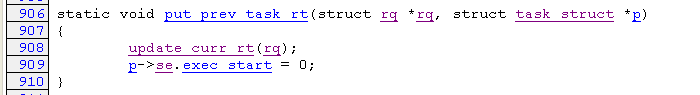 906 static void put_prev_task_rt(struct rq *rq, struct task_struct *p)
907 {
908 update_curr_rt(rq);
909 p->se.exec_start = 0;
910 }